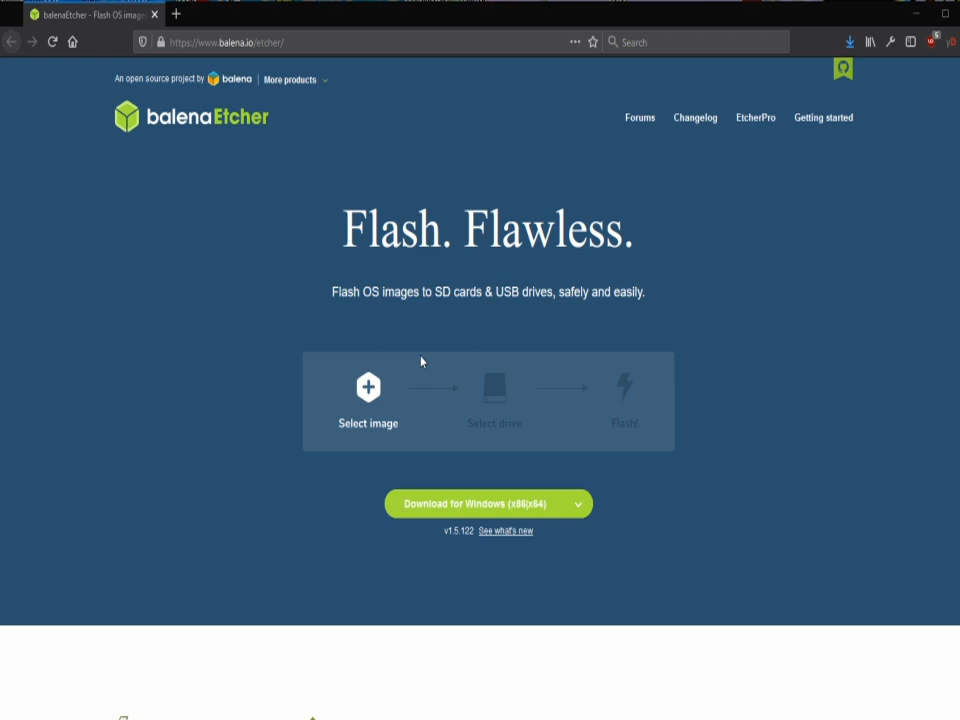 balenaEtcher - Flash OS image
https://www.balena.io/etcher/
Search
5
An open source project by balena | More products
balenaEtcher
Forums Changelog EtcherPro Getting started
Flash. Flawless.
Flash OS images to SD cards & USB drives, safely and easily.
Select image Select drive Flash!
Download for Windows (x86|x64)
v1.5.122 See what's new